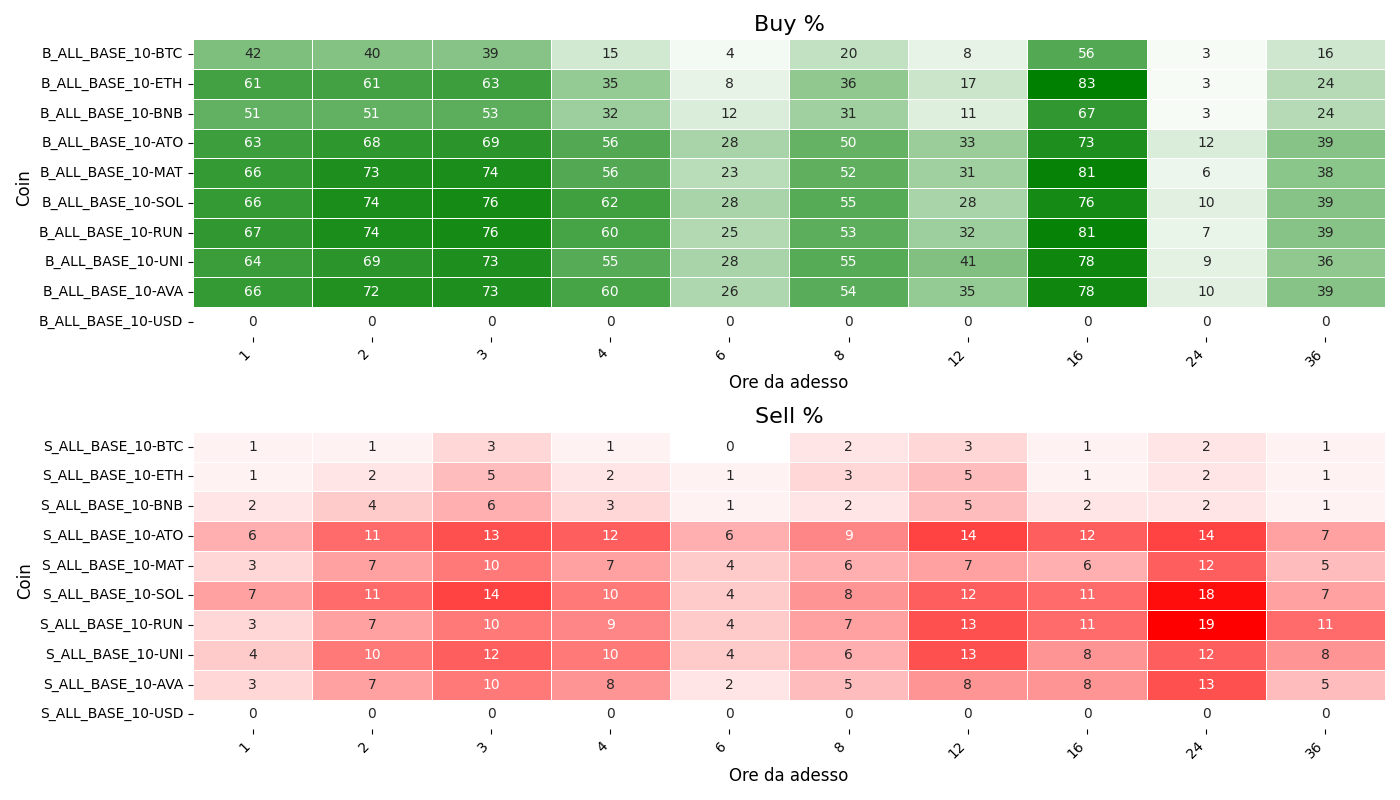 Buy %
Coin
B_ALL_BASE_10-BTC 42 40 39 15 4 20 8 56 3 16
B_ALL_BASE_10-ETH 61 61 63 35 8 36 17 83 3 24
B_ALL_BASE_10-BNB 51 51 53 32 12 31 11 67 3 24
B_ALL_BASE_10-ATO 63 68 69 56 28 50 33 73 12 39
B_ALL_BASE_10-MAT 66 73 74 56 23 52 31 81 6 38
B_ALL_BASE_10-SOL 66 74 76 62 28 55 28 76 10 39
B_ALL_BASE_10-RUN 67 74 76 60 25 53 32 81 7 39
B_ALL_BASE_10-UNI 64 69 73 55 28 55 41 78 9 36
B_ALL_BASE_10-AVA 66 72 73 60 26 54 35 78 10 39
B_ALL_BASE_10-USD 0 0 0 0 0 0 0 0 0 0
1 2 3 4 6 8 12 16 24 36
Ore da adesso
Sell %
Coin
S_ALL_BASE_10-BTC 1 1 3 1 0 2 3 1 2 1
S_ALL_BASE_10-ETH 1 2 5 2 1 3 5 1 2 1
S_ALL_BASE_10-BNB 2 4 6 3 1 2 5 2 2 1
S_ALL_BASE_10-ATO 6 11 13 12 6 9 14 12 14 7
S_ALL_BASE_10-MAT 3 7 10 7 4 6 7 6 12 5
S_ALL_BASE_10-SOL 7 11 14 10 4 8 12 11 18 7
S_ALL_BASE_10-RUN 3 7 10 9 4 7 13 11 19 11
S_ALL_BASE_10-UNI 4 10 12 10 4 6 13 8 12 8
S_ALL_BASE_10-AVA 3 7 10 8 2 5 8 8 13 5
S_ALL_BASE_10-USD 0 0 0 0 0 0 0 0 0 0
1 2 3 4 6 8 12 16 24 36
Ore da adesso